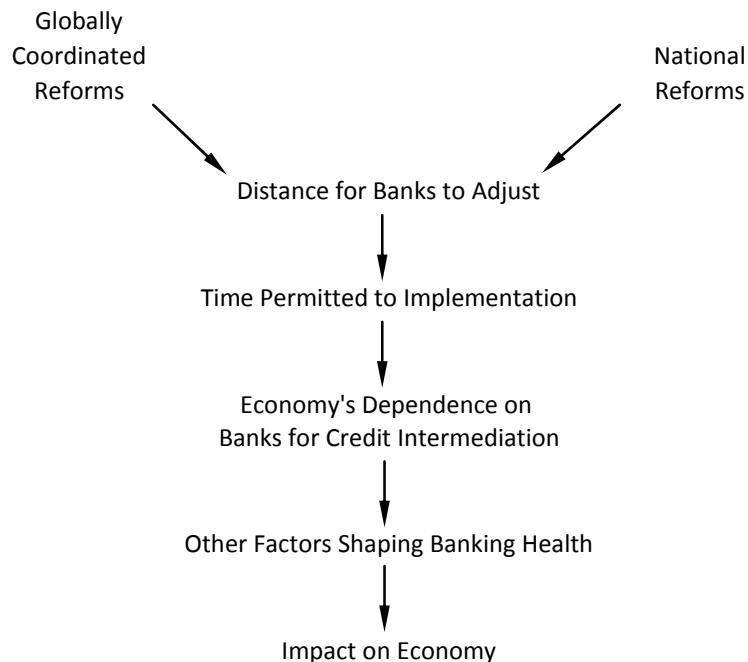 Globally
Coordinated
Reforms
National
Reforms
Distance for Banks to Adjust
Time Permitted to Implementation
Economy's Dependence on
Banks for Credit Intermediation
Other Factors Shaping Banking Health
Impact on Economy